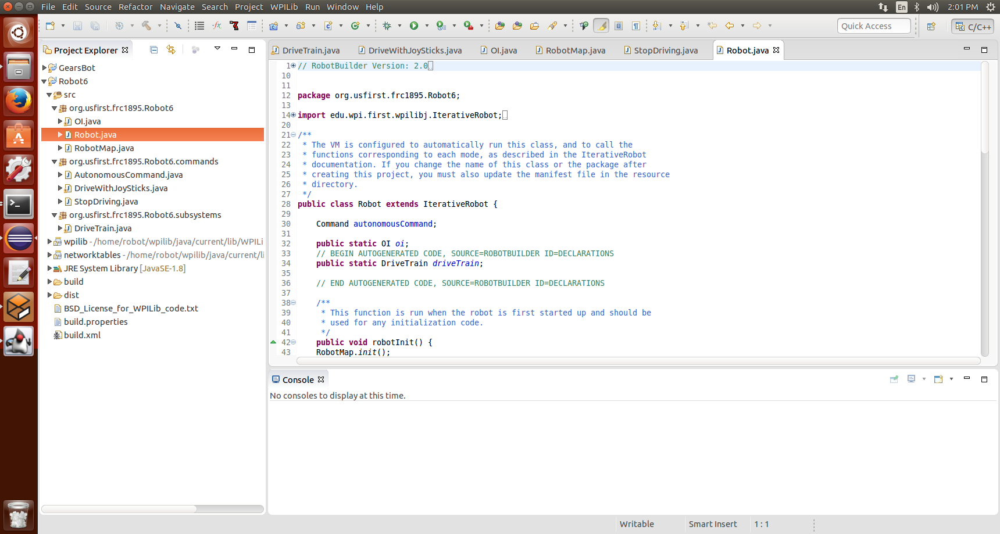 File Edit Source Refactor Navigate Search Project WPILib Run Window Help
En 2:01 PM
Quick Access
C/C++
Project Explorer
GearsBot
Robot6
src
org.usfirst.frc1895.Robot6
OI.java
Robot.java
RobotMap.java
org.usfirst.frc1895.Robot6.commands
AutonomousCommand.java
DriveWithJoySticks.java
StopDriving.java
org.usfirst.frc1895.Robot6.subsystems
DriveTrain.java
wpilib - /home/robot/wpilib/java/current/lib/WPILi
networktables - /home/robot/wpilib/java/current/li
JRE System Library [JavaSE-1.8]
build
dist
BSD_License_for_WPILib_code.txt
build.properties
build.xml
DriveTrain.java DriveWithJoySticks.java OI.java RobotMap.java StopDriving.java Robot.java
1 // RobotBuilder Version: 2.0
10
11
12 package org.usfirst.frc1895.Robot6;
13
14 import edu.wpi.first.wpilibj.IterativeRobot;
20
21 /**
22 * The VM is configured to automatically run this class, and to call the
23 * functions corresponding to each mode, as described in the IterativeRobot
24 * documentation. If you change the name of this class or the package after
25 * creating this project, you must also update the manifest file in the resource
26 * directory.
27 */
28 public class Robot extends IterativeRobot {
29
30 Command autonomousCommand;
31
32 public static OI oi;
33 // BEGIN AUTOGENERATED CODE, SOURCE=ROBOTBUILDER ID=DECLARATIONS
34 public static DriveTrain driveTrain;
35
36 // END AUTOGENERATED CODE, SOURCE=ROBOTBUILDER ID=DECLARATIONS
37
38 /**
39 * This function is run when the robot is first started up and should be
40 * used for any initialization code.
41 */
42 public void robotInit() {
43 RobotMap.init();
Console
No consoles to display at this time.
Writable Smart Insert 1 : 1